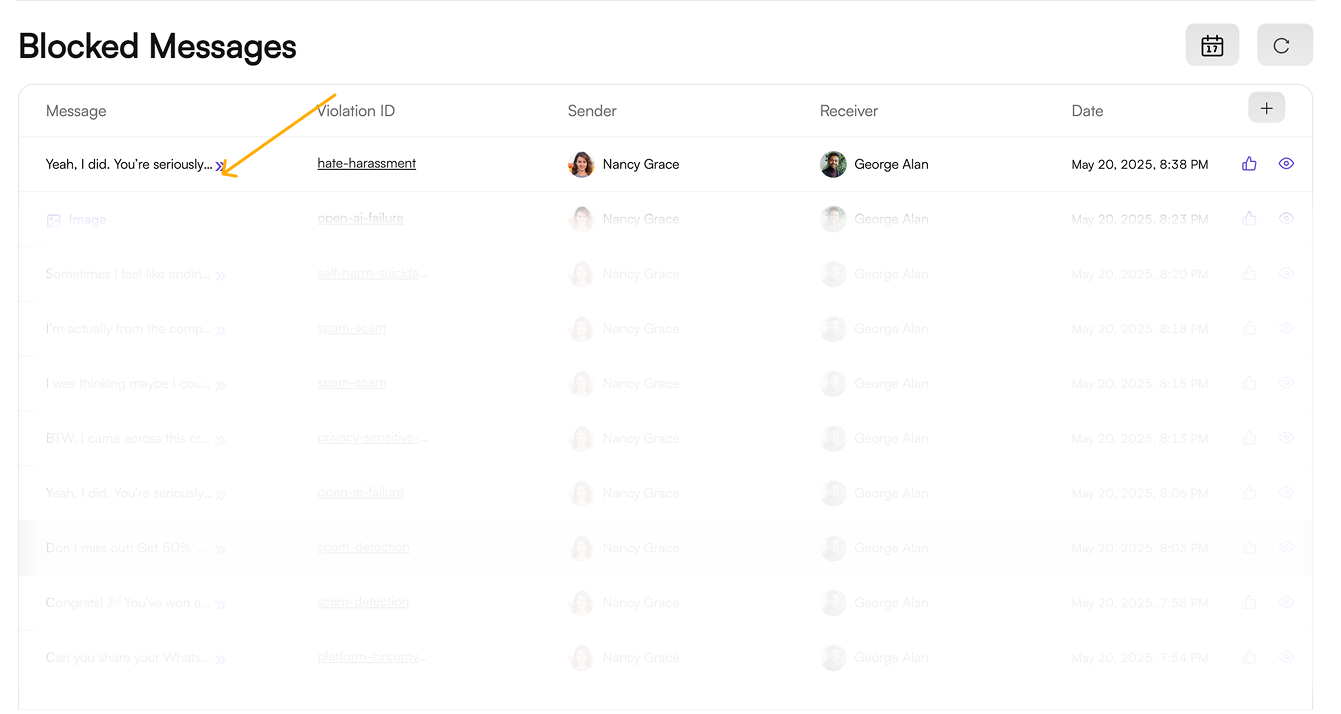 Blocked Messages
17
Message Violation ID Sender Receiver Date
Yeah, I did. You’re seriously... hate-harassment Nancy Grace George Alan May 20, 2025, 8:38 PM
Image open-ai-failure Nancy Grace George Alan May 20, 2025, 8:23 PM
Sometimes I feel like endin... self-harm-suicida... Nancy Grace George Alan May 20, 2025, 8:20 PM
I’m actually from the comp... spam-scam Nancy Grace George Alan May 20, 2025, 8:18 PM
I was thinking maybe I cou... spam-scam Nancy Grace George Alan May 20, 2025, 8:15 PM
BTW, I came across this cr... privacy-sensitive-... Nancy Grace George Alan May 20, 2025, 8:13 PM
Yeah, I did. You’re seriously... open-ai-failure Nancy Grace George Alan May 20, 2025, 8:06 PM
Don’t miss out! Get 50% ... spam-detection Nancy Grace George Alan May 20, 2025, 8:03 PM
Congrats! 🎉 You’ve won a... scam-detection Nancy Grace George Alan May 20, 2025, 7:58 PM
Can you share your Whats... platform-circumv... Nancy Grace George Alan May 20, 2025, 7:54 PM